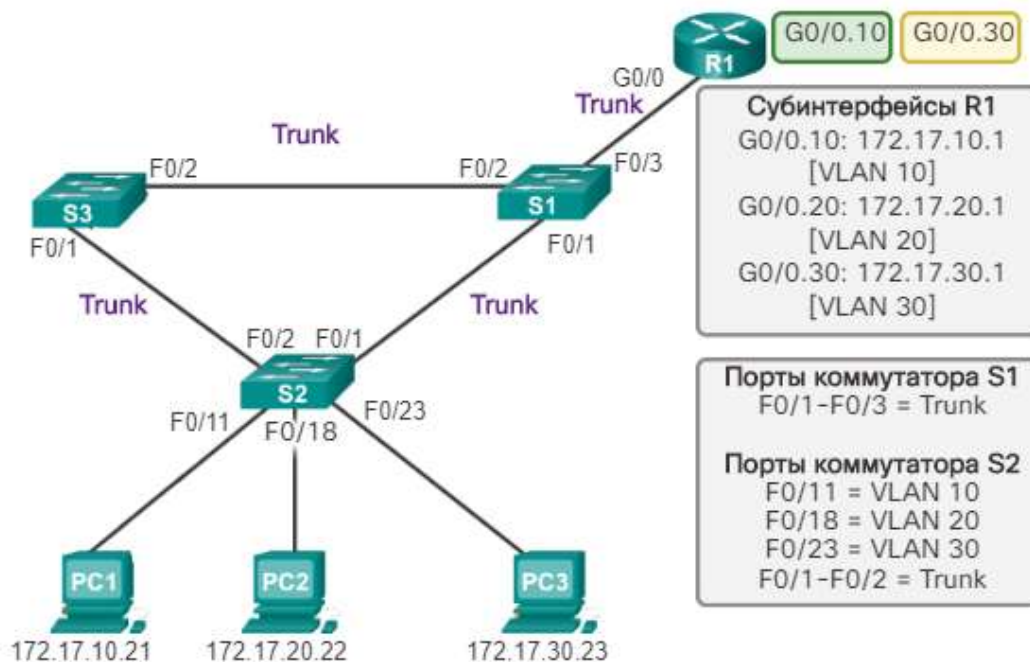 G0/0.10
G0/0.30
R1
G0/0
Trunk
Trunk
F0/2
F0/2
F0/3
S3
S1
F0/1
F0/1
Trunk
Trunk
F0/2
F0/1
S2
F0/11
F0/18
F0/23
PC1
PC2
PC3
172.17.10.21
172.17.20.22
172.17.30.23
Субинтерфейсы R1
G0/0.10: 172.17.10.1
[VLAN 10]
G0/0.20: 172.17.20.1
[VLAN 20]
G0/0.30: 172.17.30.1
[VLAN 30]
Порты коммутатора S1
F0/1-F0/3 = Trunk
Порты коммутатора S2
F0/11 = VLAN 10
F0/18 = VLAN 20
F0/23 = VLAN 30
F0/1-F0/2 = Trunk